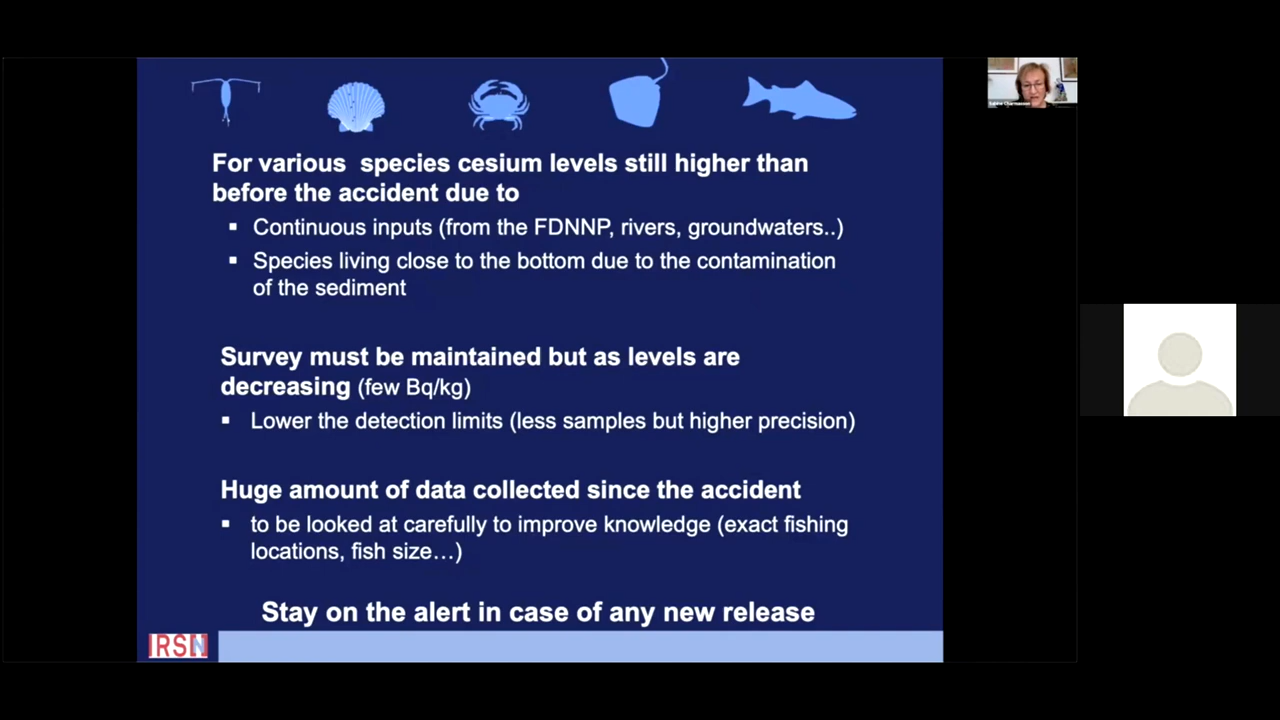 For various species cesium levels still higher than
before the accident due to
▪ Continuous inputs (from the FDNNP, rivers, groundwaters..)
▪ Species living close to the bottom due to the contamination
of the sediment
Survey must be maintained but as levels are
decreasing (few Bq/kg)
▪ Lower the detection limits (less samples but higher precision)
Huge amount of data collected since the accident
▪ to be looked at carefully to improve knowledge (exact fishing
locations, fish size…)
Stay on the alert in case of any new release
IRSN